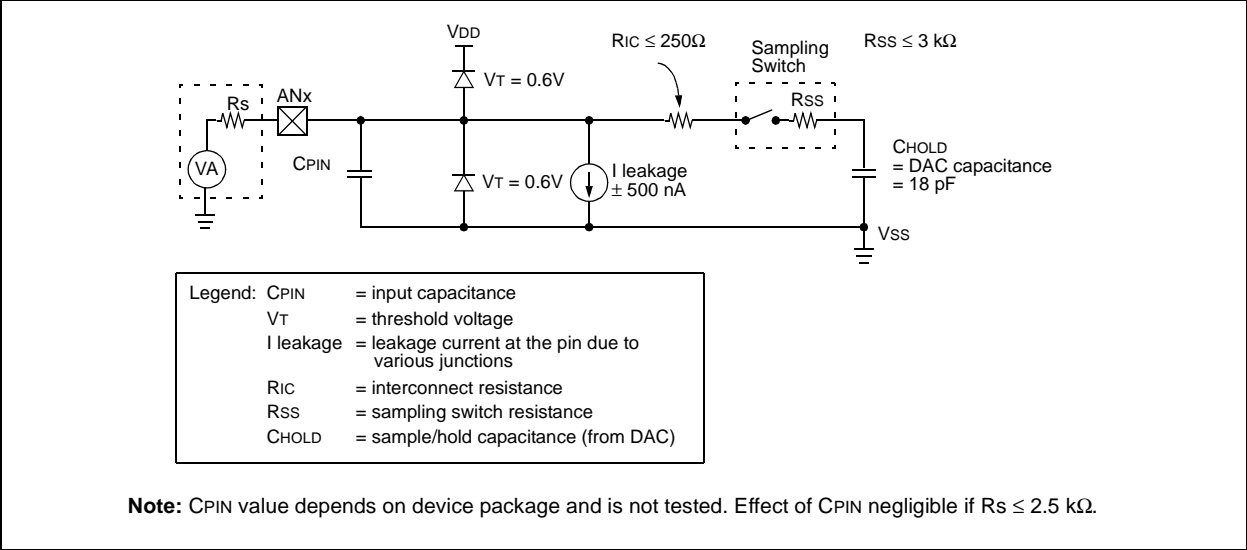 VDD
RIC ≤ 250Ω
Sampling
Switch
RSS ≤ 3 kΩ
VT = 0.6V
Rs
ANx
RSS
CPIN
VA
VT = 0.6V
I leakage
± 500 nA
CHOLD
= DAC capacitance
= 18 pF
VSS
Legend: CPIN = input capacitance
VT = threshold voltage
I leakage = leakage current at the pin due to
various junctions
RIC = interconnect resistance
RSS = sampling switch resistance
CHOLD = sample/hold capacitance (from DAC)
Note: CPIN value depends on device package and is not tested. Effect of CPIN negligible if Rs ≤ 2.5 kΩ.